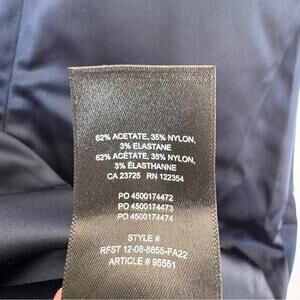 62% ACETATE, 35% NYLON,
3% ELASTANE
62% ACÉTATE, 35% NYLON,
3% ÉLASTHANNE
CA 23725 RN 122354
PO 4500174472
PO 4500174473
PO 4500174474
STYLE #
RFST 12-08-8855-FA22
ARTICLE # 95551